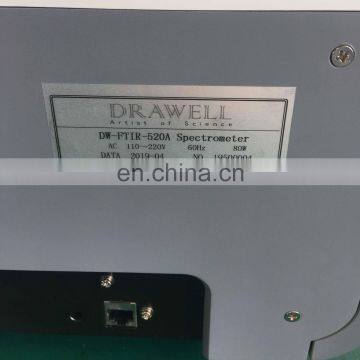 DRAWELL
Artist of Science
DW-FTIR-520A Spectrometer
AC 110~220V 60Hz 80W
DATA 2019-04 NO 19500004
en.china.cn